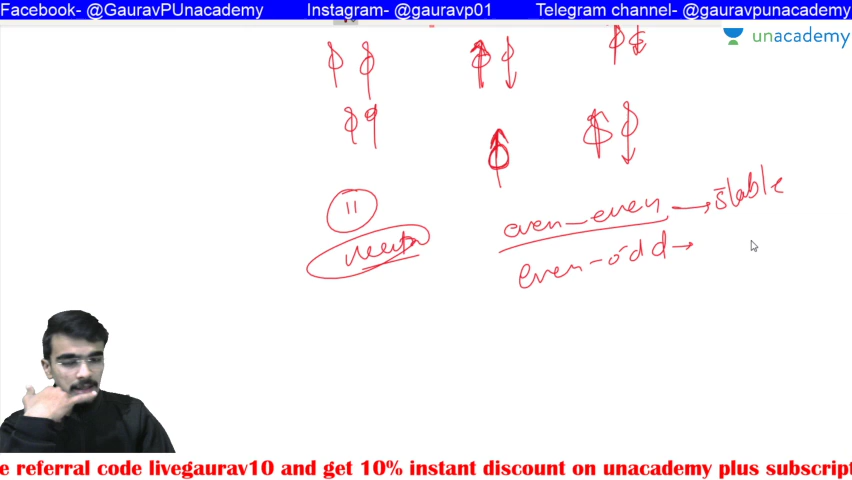 Facebook- @GauravPUnacademy Instagram- @gauravp01 Telegram channel- @gauravpunacademy
unacademy
11
even-even → stable
even-odd →
e referral code livegaurav10 and get 10% instant discount on unacademy plus subscript